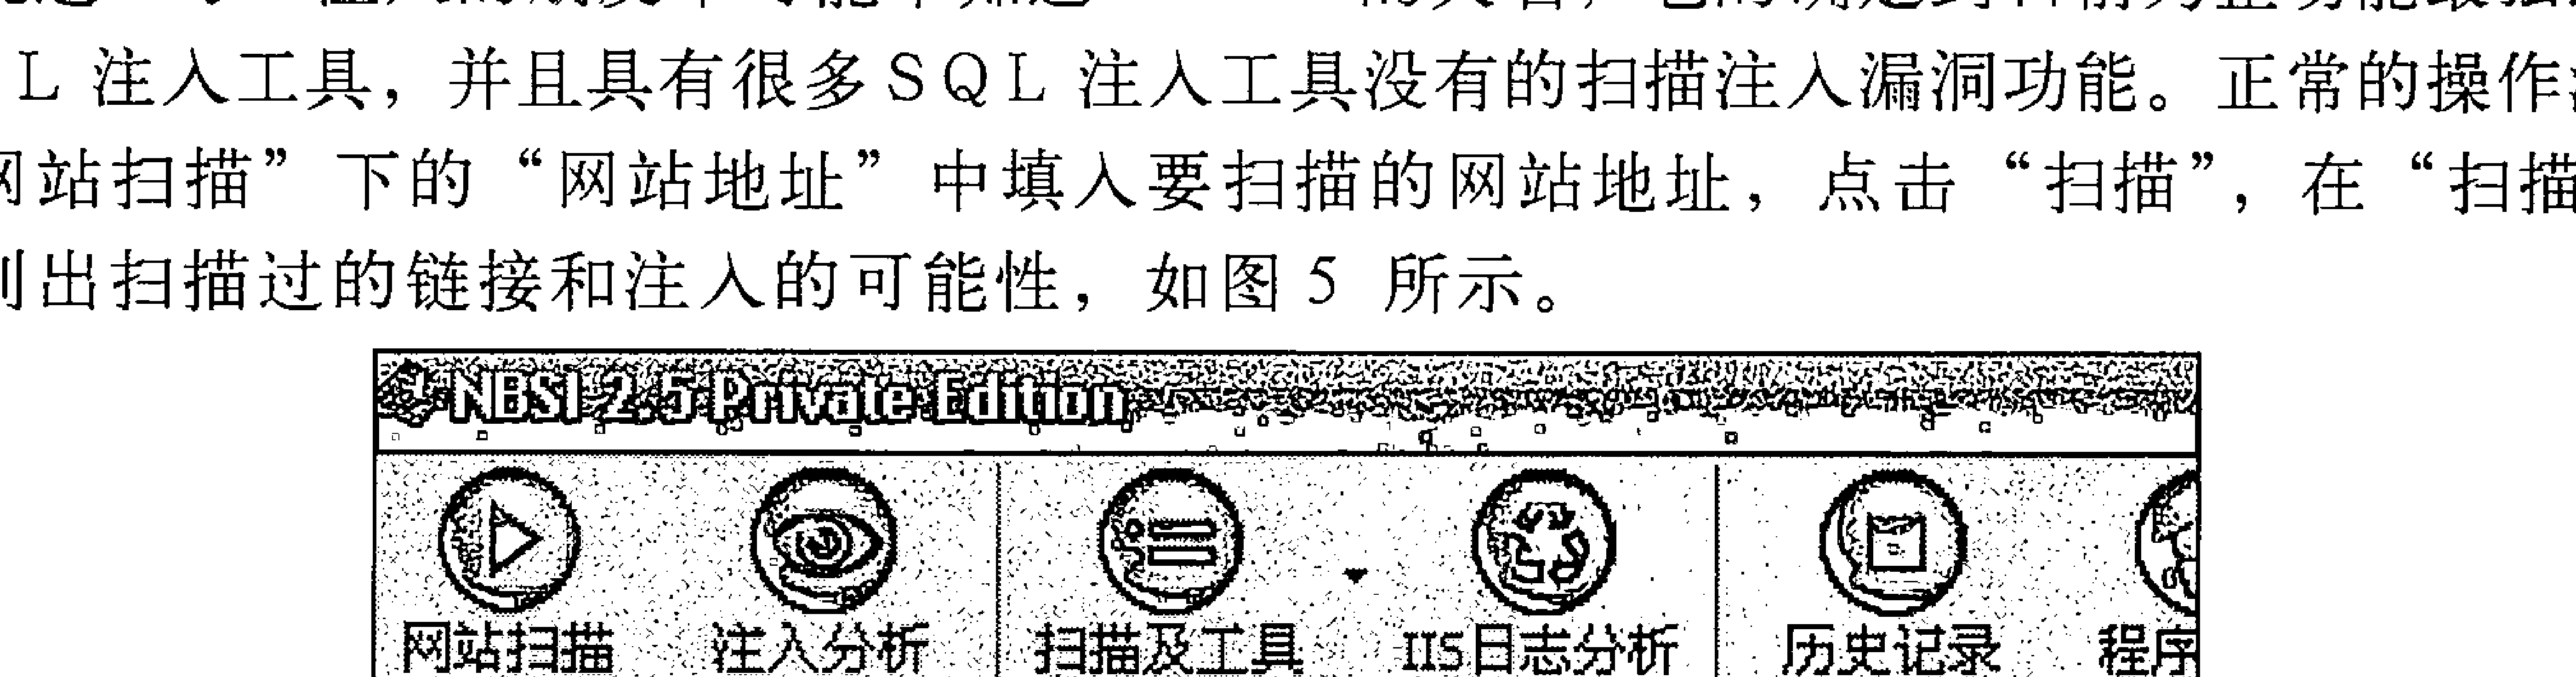 L 注入工具，并且具有很多SQL 注入工具没有的扫描注入漏洞功能。正常的操作
网站扫描”下的“网站地址”中填入要扫描的网站地址，点击“扫描”，在“扫描
列出扫描过的链接和注入的可能性，如图 5 所示。
NBSI 2.5 Private Edition
网站扫描 注入分析 扫描及工具 IIS日志分析 历史记录 程序